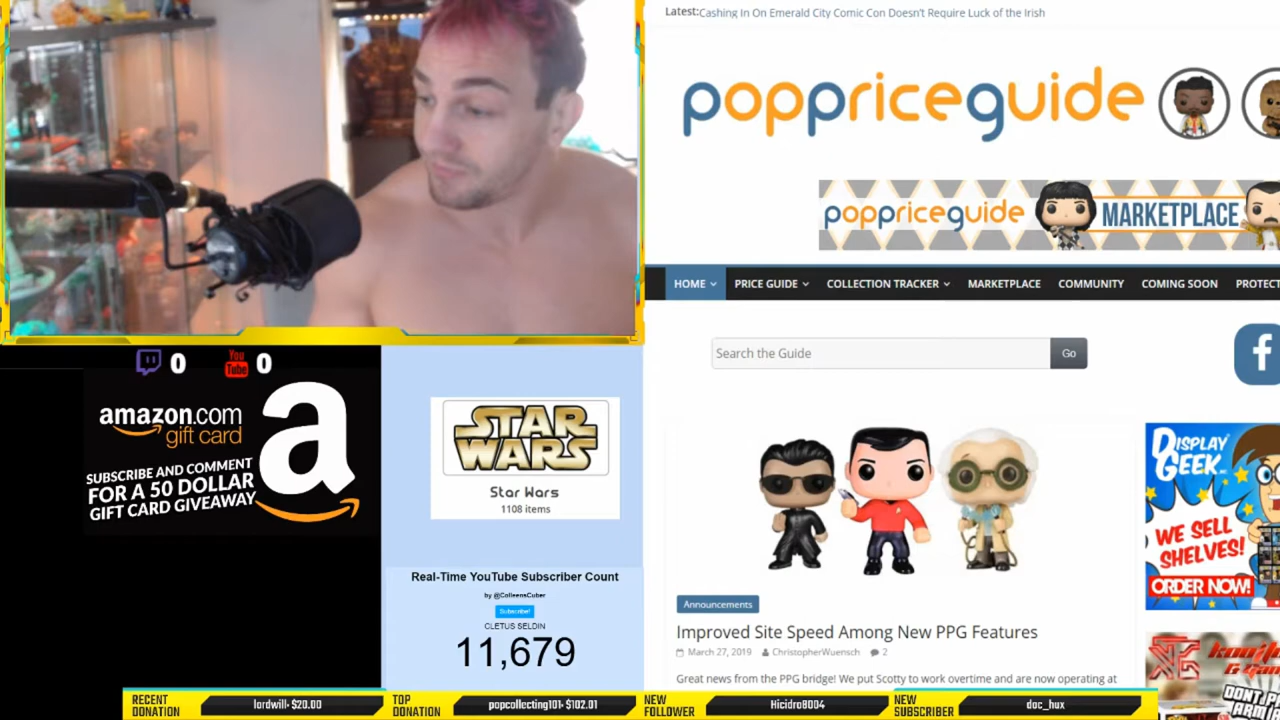 Latest: Cashing In On Emerald City Comic Con Doesn't Require Luck of the Irish
poppriceguide
poppriceguide MARKETPLACE
HOME PRICE GUIDE COLLECTION TRACKER MARKETPLACE COMMUNITY COMING SOON PROTECT
Search the Guide Go
f
0 You Tube 0
amazon.com
gift card
a
SUBSCRIBE AND COMMENT
FOR A 50 DOLLAR
GIFT CARD GIVEAWAY
STAR
WARS
Star Wars
1108 items
Real-Time YouTube Subscriber Count
by @ColleensCuber
Subscribe!
CLETUS SELDIN
11,679
DISPLAY
GEEK
WE SELL
SHELVES!
ORDER NOW!
Announcements
Improved Site Speed Among New PPG Features
March 27, 2019 ChristopherWuensch 2
Great news from the PPG bridge! We put Scotty to work overtime and are now operating at
DON'T P
RECENT
DONATION
lordwill• $20.00
TOP
DONATION
popcollecting101• $102.01
NEW
FOLLOWER
Hicidro8004
NEW
SUBSCRIBER
doc_hux